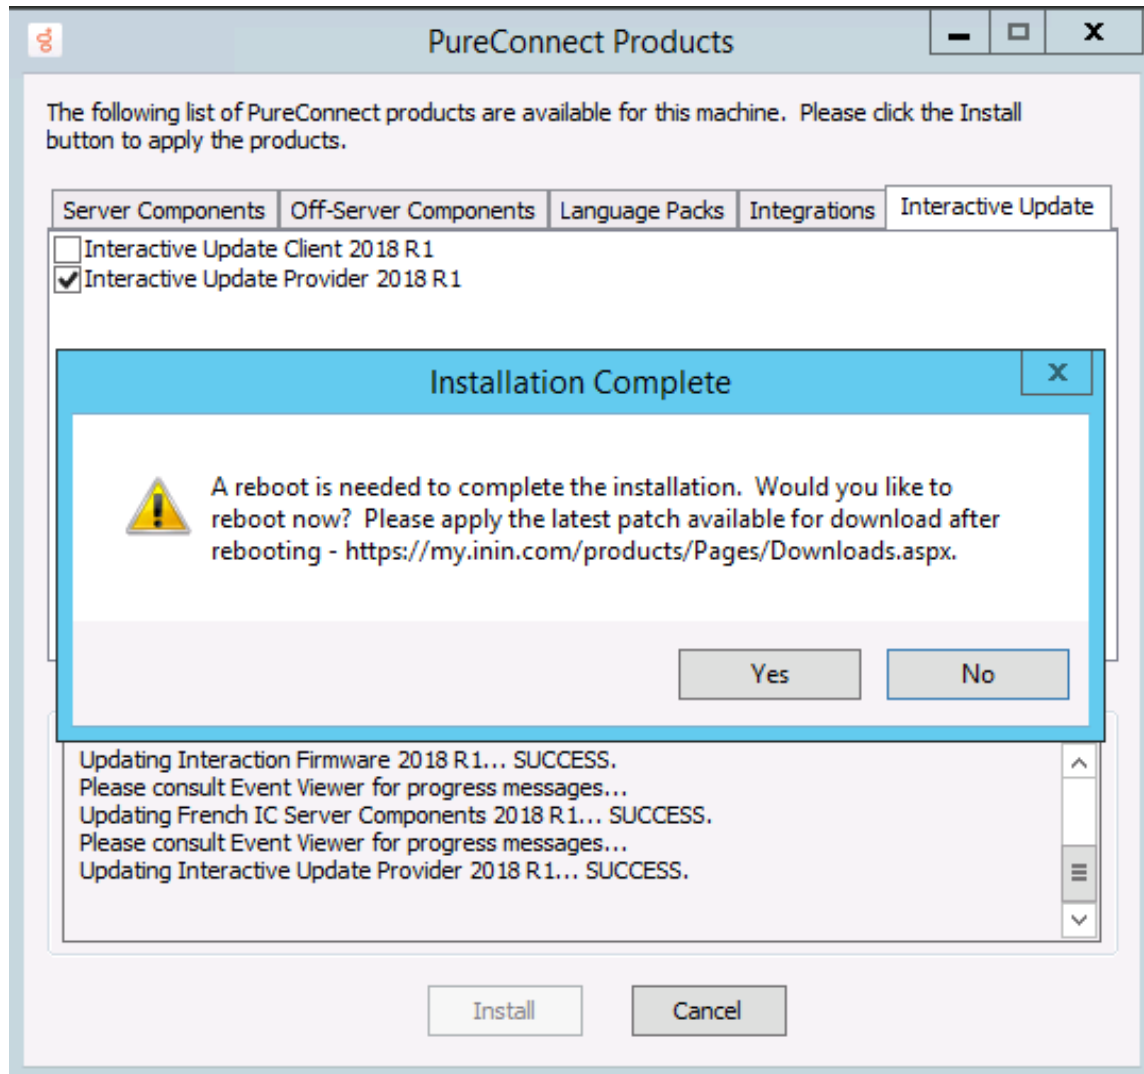 PureConnect Products
The following list of PureConnect products are available for this machine.  Please click the Install
button to apply the products.
Server Components
Off-Server Components
Language Packs
Integrations
Interactive Update
Interactive Update Client 2018 R1
Interactive Update Provider 2018 R1
Installation Complete
A reboot is needed to complete the installation.  Would you like to
reboot now?  Please apply the latest patch available for download after
rebooting - https://my.inin.com/products/Pages/Downloads.aspx.
Yes
No
Updating Interaction Firmware 2018 R1... SUCCESS.
Please consult Event Viewer for progress messages...
Updating French IC Server Components 2018 R1... SUCCESS.
Please consult Event Viewer for progress messages...
Updating Interactive Update Provider 2018 R1... SUCCESS.
Install
Cancel